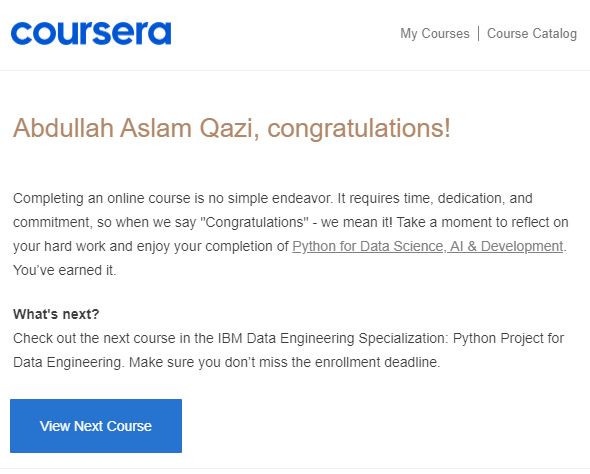 coursera
My Courses | Course Catalog
Abdullah Aslam Qazi, congratulations!
Completing an online course is no simple endeavor. It requires time, dedication, and
commitment, so when we say "Congratulations" - we mean it! Take a moment to reflect on
your hard work and enjoy your completion of Python for Data Science, AI & Development.
You’ve earned it.
What's next?
Check out the next course in the IBM Data Engineering Specialization: Python Project for
Data Engineering. Make sure you don’t miss the enrollment deadline.
View Next Course